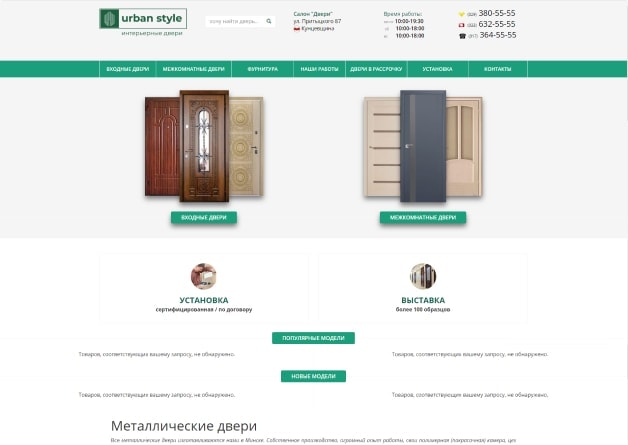 urban style
интерьерные двери
хочу найти дверь..
Салон "Двери"
ул. Притыцкого 87
Кунцевщина
Время работы:
пн-пт 10:00-19:30
сб 10:00-18:00
вс 10:00-18:00
(029) 380-55-55
(033) 632-55-55
(017) 364-55-55
ВХОДНЫЕ ДВЕРИ МЕЖКОМНАТНЫЕ ДВЕРИ ФУРНИТУРА НАШИ РАБОТЫ ДВЕРИ В РАССРОЧКУ УСТАНОВКА КОНТАКТЫ
ВХОДНЫЕ ДВЕРИ МЕЖКОМНАТНЫЕ ДВЕРИ
УСТАНОВКА
сертифицированная / по договору
ВЫСТАВКА
более 100 образцов
ПОПУЛЯРНЫЕ МОДЕЛИ
Товаров, соответствующих вашему запросу, не обнаружено. Товаров, соответствующих вашему запросу, не обнаружено.
НОВЫЕ МОДЕЛИ
Товаров, соответствующих вашему запросу, не обнаружено. Товаров, соответствующих вашему запросу, не обнаружено.
Металлические двери
Все металлические двери изготавливаются нами в Минске. Собственное производство, огромный опыт работы, своя полимерная (покрасочная) камера, цех